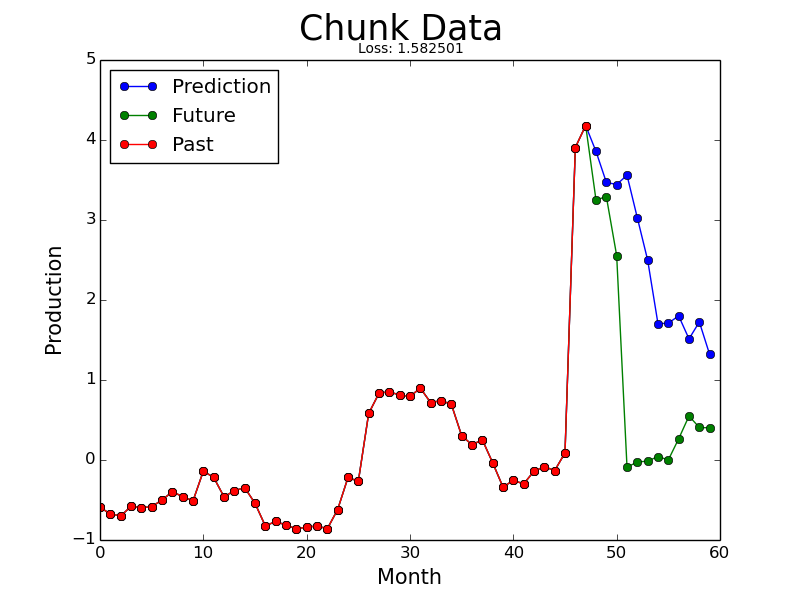 Chunk Data
Loss: 1.582501
Prediction
Future
Past
Production
5
4
3
2
1
0
−1
0 10 20 30 40 50 60
Month